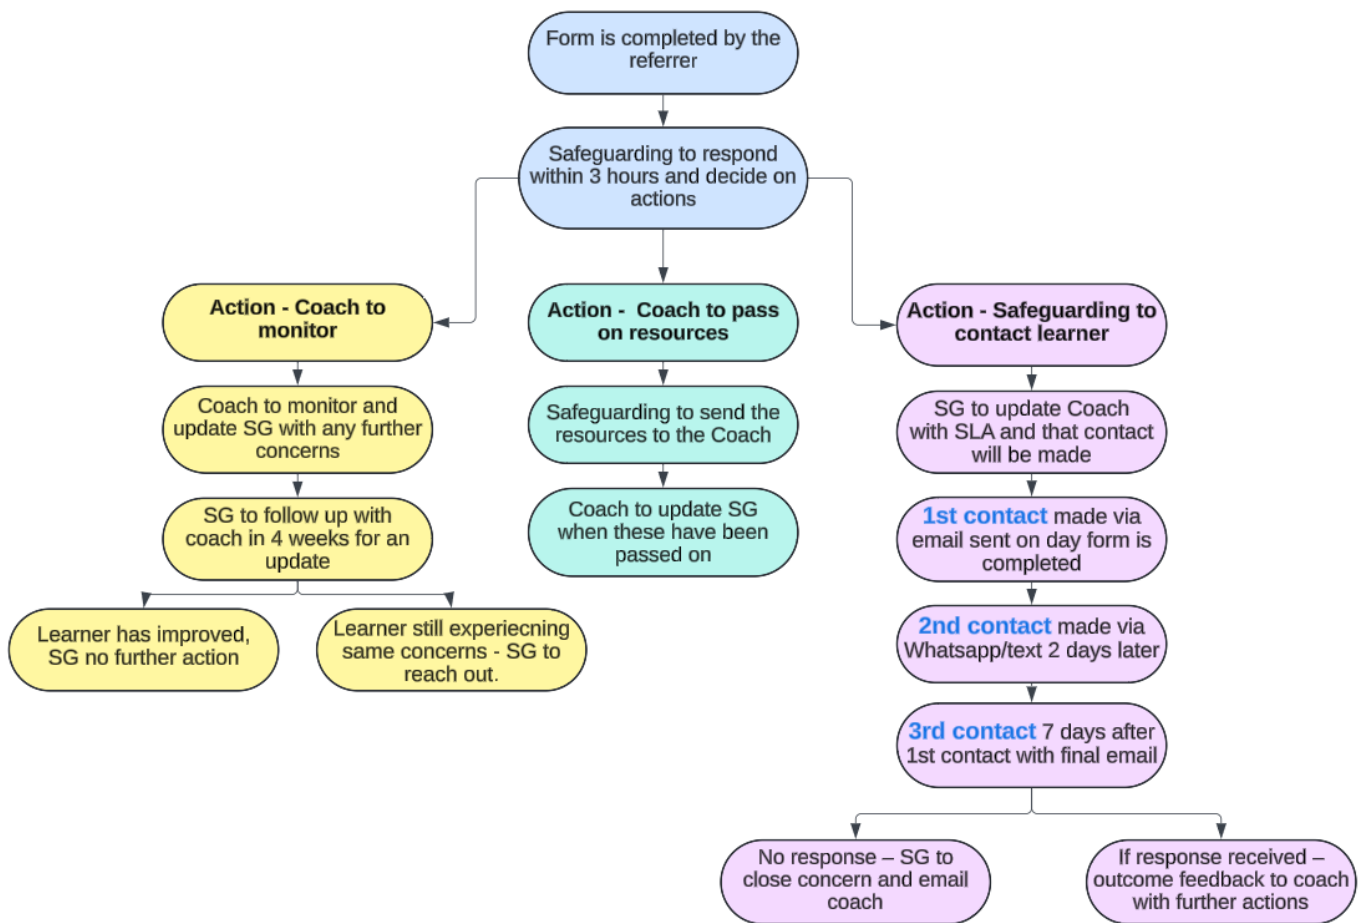 Form is completed by the
referrer
Safeguarding to respond
within 3 hours and decide on
actions
Action - Coach to
monitor
Coach to monitor and
update SG with any further
concerns
SG to follow up with
coach in 4 weeks for an
update
Learner has improved,
SG no further action
Learner still experiecning
same concerns - SG to
reach out.
Action -  Coach to pass
on resources
Safeguarding to send the
resources to the Coach
Coach to update SG
when these have been
passed on
Action - Safeguarding to
contact learner
SG to update Coach
with SLA and that contact
will be made
1st contact made via
email sent on day form is
completed
2nd contact made via
Whatsapp/text 2 days later
3rd contact 7 days after
1st contact with final email
No response – SG to
close concern and email
coach
If response received –
outcome feedback to coach
with further actions